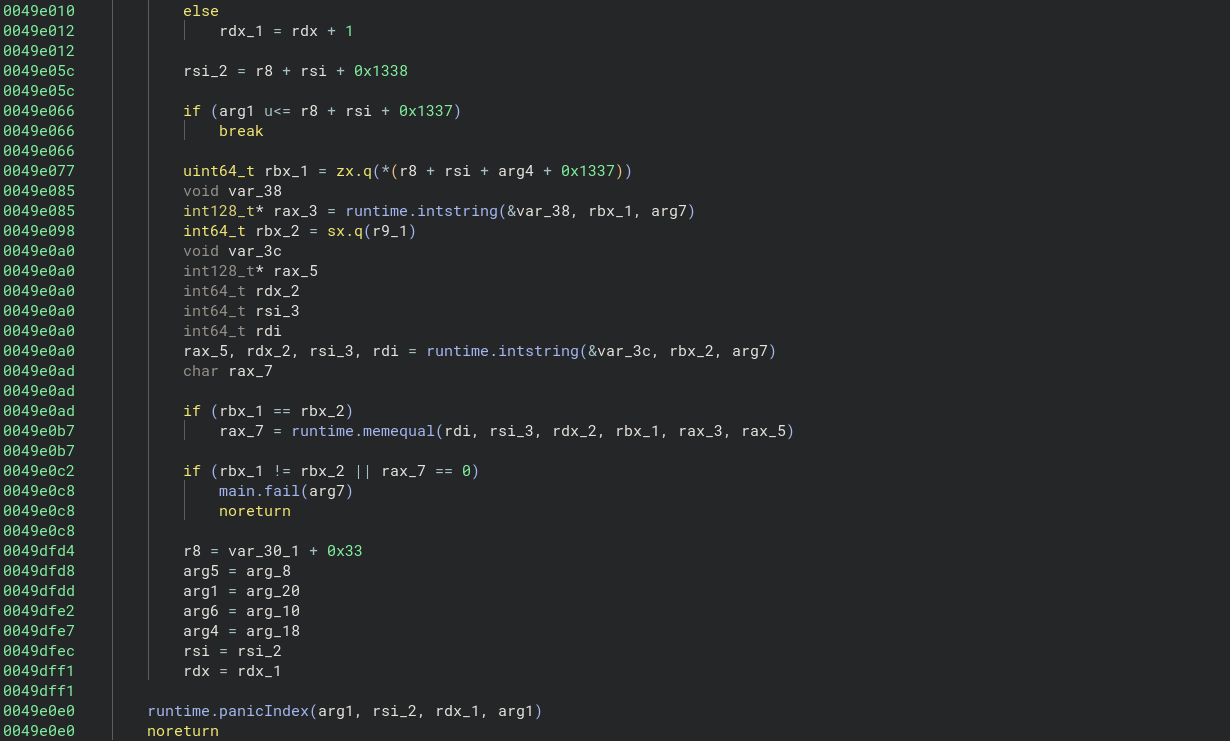 0049e010 else
0049e012 rdx_1 = rdx + 1
0049e012
0049e05c rsi_2 = r8 + rsi + 0x1338
0049e05c
0049e066 if (arg1 u<= r8 + rsi + 0x1337)
0049e066 break
0049e066
0049e077 uint64_t rbx_1 = zx.q(*(r8 + rsi + arg4 + 0x1337))
0049e085 void var_38
0049e085 int128_t* rax_3 = runtime.intstring(&var_38, rbx_1, arg7)
0049e098 int64_t rbx_2 = sx.q(r9_1)
0049e0a0 void var_3c
0049e0a0 int128_t* rax_5
0049e0a0 int64_t rdx_2
0049e0a0 int64_t rsi_3
0049e0a0 int64_t rdi
0049e0a0 rax_5, rdx_2, rsi_3, rdi = runtime.intstring(&var_3c, rbx_2, arg7)
0049e0ad char rax_7
0049e0ad
0049e0ad if (rbx_1 == rbx_2)
0049e0b7 rax_7 = runtime.memequal(rdi, rsi_3, rdx_2, rbx_1, rax_3, rax_5)
0049e0b7
0049e0c2 if (rbx_1 != rbx_2 || rax_7 == 0)
0049e0c8 main.fail(arg7)
0049e0c8 noreturn
0049e0c8
0049dfd4 r8 = var_30_1 + 0x33
0049dfd8 arg5 = arg_8
0049dfdd arg1 = arg_20
0049dfe2 arg6 = arg_10
0049dfe7 arg4 = arg_18
0049dfec rsi = rsi_2
0049dff1 rdx = rdx_1
0049dff1
0049e0e0 runtime.panicIndex(arg1, rsi_2, rdx_1, arg1)
0049e0e0 noreturn